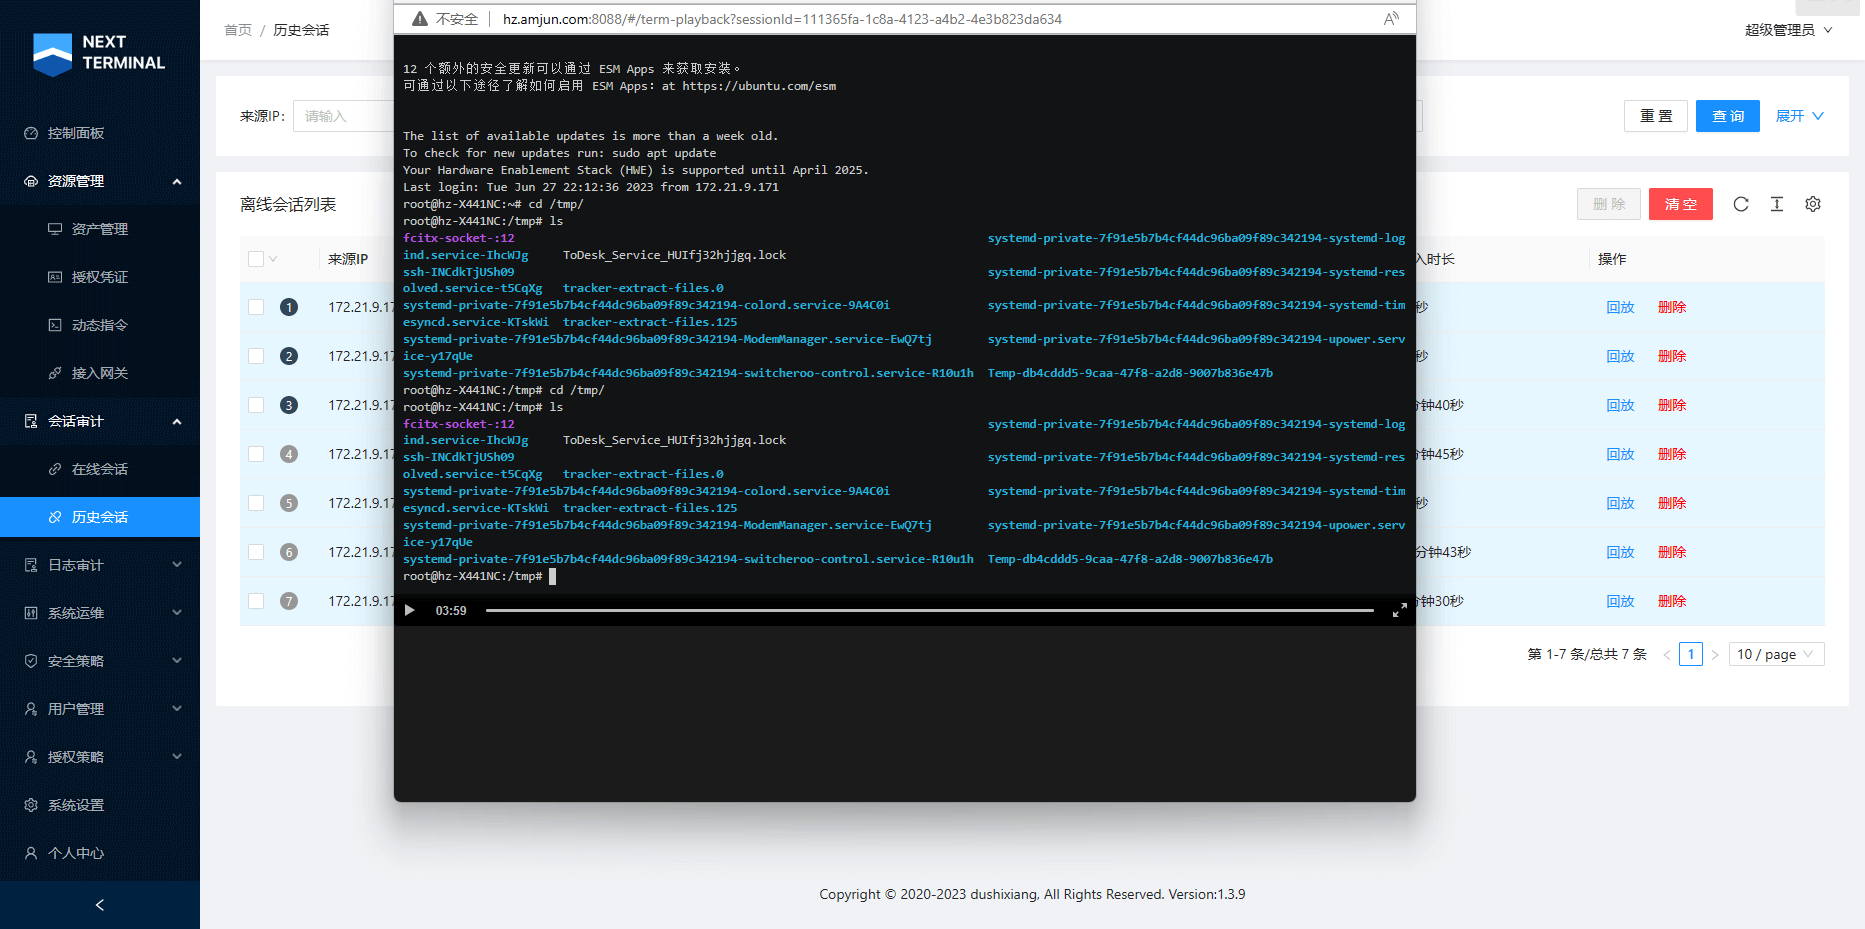 NEXT
TERMINAL
控制面板
资源管理
资产管理
授权凭证
动态指令
接入网关
会话审计
在线会话
历史会话
日志审计
系统运维
安全策略
用户管理
授权策略
系统设置
个人中心
首页 / 历史会话
超级管理员
来源IP: 请输入
重 置 查 询 展开
离线会话列表
删 除 清 空
来源IP 入时长 操作
1 172.21.9.17 秒 回放 删除
2 172.21.9.17 秒 回放 删除
3 172.21.9.17 分钟40秒 回放 删除
4 172.21.9.17 分钟45秒 回放 删除
5 172.21.9.17 秒 回放 删除
6 172.21.9.17 分钟43秒 回放 删除
7 172.21.9.17 分钟30秒 回放 删除
第 1-7 条/总共 7 条 < 1 > 10 / page
不安全 | hz.amjun.com:8088/#/term-playback?sessionId=111365fa-1c8a-4123-a4b2-4e3b823da634
12 个额外的安全更新可以通过 ESM Apps 来获取安装。
可通过以下途径了解如何启用 ESM Apps: at https://ubuntu.com/esm
The list of available updates is more than a week old.
To check for new updates run: sudo apt update
Your Hardware Enablement Stack (HWE) is supported until April 2025.
Last login: Tue Jun 27 22:12:36 2023 from 172.21.9.171
root@hz-X441NC:~# cd /tmp/
root@hz-X441NC:/tmp# ls
fcitx-socket-:12 systemd-private-7f91e5b7b4cf44dc96ba09f89c342194-systemd-log
ind.service-IhcWJg ToDesk_Service_HUIfj32hjjgq.lock
ssh-INCdkTjUSh09 systemd-private-7f91e5b7b4cf44dc96ba09f89c342194-systemd-res
olved.service-t5CqXg tracker-extract-files.0
systemd-private-7f91e5b7b4cf44dc96ba09f89c342194-colord.service-9A4C0i systemd-private-7f91e5b7b4cf44dc96ba09f89c342194-systemd-tim
esyncd.service-KTskWi tracker-extract-files.125
systemd-private-7f91e5b7b4cf44dc96ba09f89c342194-ModemManager.service-EwQ7tj systemd-private-7f91e5b7b4cf44dc96ba09f89c342194-upower.serv
ice-y17qUe
systemd-private-7f91e5b7b4cf44dc96ba09f89c342194-switcheroo-control.service-R10u1h Temp-db4cddd5-9caa-47f8-a2d8-9007b836e47b
root@hz-X441NC:/tmp# cd /tmp/
root@hz-X441NC:/tmp# ls
fcitx-socket-:12 systemd-private-7f91e5b7b4cf44dc96ba09f89c342194-systemd-log
ind.service-IhcWJg ToDesk_Service_HUIfj32hjjgq.lock
ssh-INCdkTjUSh09 systemd-private-7f91e5b7b4cf44dc96ba09f89c342194-systemd-res
olved.service-t5CqXg tracker-extract-files.0
systemd-private-7f91e5b7b4cf44dc96ba09f89c342194-colord.service-9A4C0i systemd-private-7f91e5b7b4cf44dc96ba09f89c342194-systemd-tim
esyncd.service-KTskWi tracker-extract-files.125
systemd-private-7f91e5b7b4cf44dc96ba09f89c342194-ModemManager.service-EwQ7tj systemd-private-7f91e5b7b4cf44dc96ba09f89c342194-upower.serv
ice-y17qUe
systemd-private-7f91e5b7b4cf44dc96ba09f89c342194-switcheroo-control.service-R10u1h Temp-db4cddd5-9caa-47f8-a2d8-9007b836e47b
root@hz-X441NC:/tmp#
03:59
Copyright © 2020-2023 dushixiang, All Rights Reserved. Version:1.3.9